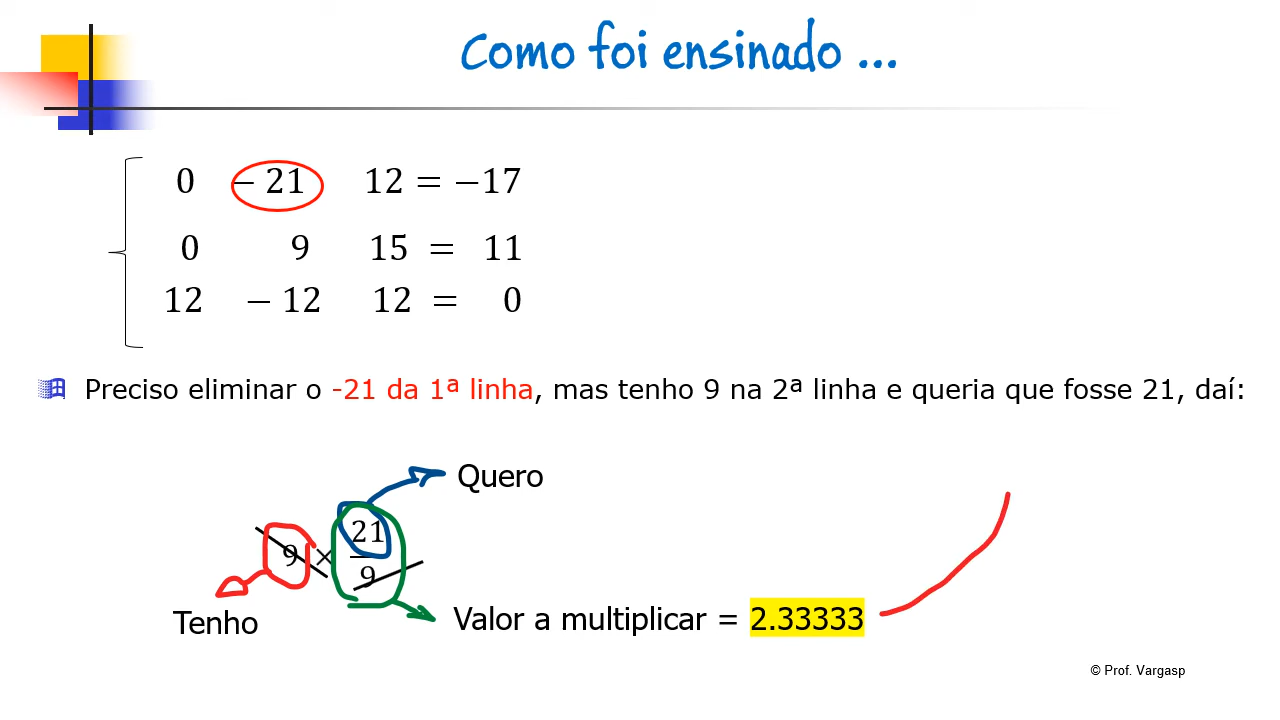 Como foi ensinado ...
0 − 21 12 = −17
0 9 15 = 11
12 − 12 12 = 0
Preciso eliminar o -21 da 1ª linha, mas tenho 9 na 2ª linha e queria que fosse 21, daí:
Quero
9 × 21/9
Tenho
Valor a multiplicar = 2.33333
© Prof. Vargasp